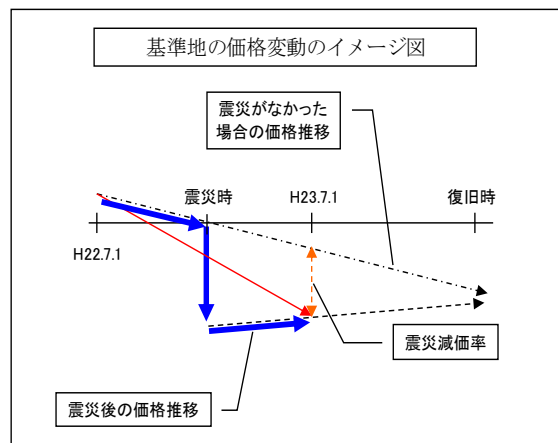 基準地の価格変動のイメージ図
震災がなかった
場合の価格推移
震災時
H23.7.1
復旧時
H22.7.1
震災減価率
震災後の価格推移